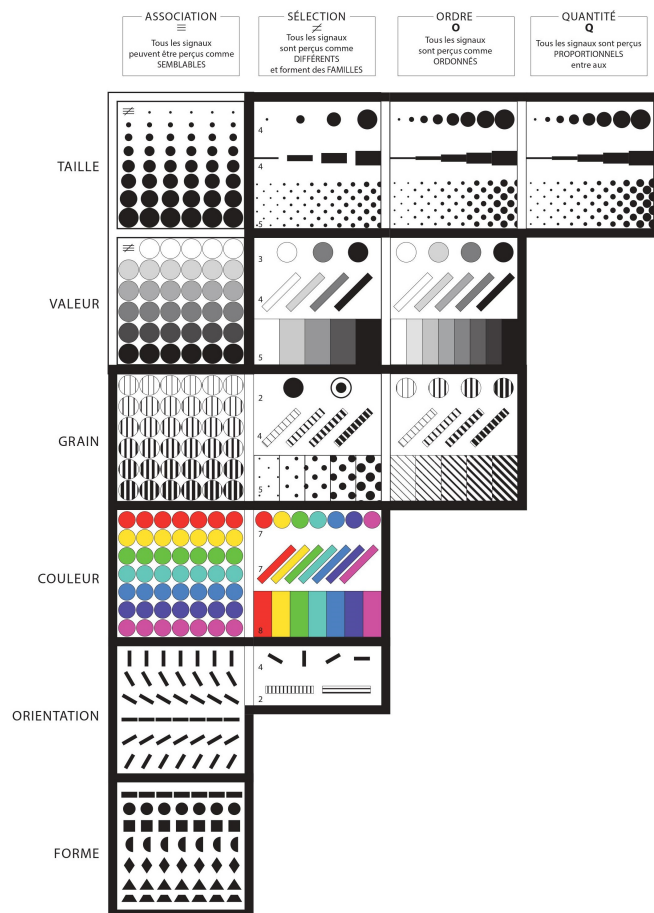 ASSOCIATION
≡
Tous les signaux
peuvent être perçus comme
SEMBLABLES
SÉLECTION
≠
Tous les signaux
sont perçus comme
DIFFÉRENTS
et forment des FAMILLES
ORDRE
O
Tous les signaux
sont perçus comme
ORDONNÉS
QUANTITÉ
Q
Tous les signaux sont perçus
PROPORTIONNELS
entre aux
TAILLE
≢
4
4
5
VALEUR
≢
3
4
5
GRAIN
2
4
5
COULEUR
7
7
8
ORIENTATION
4
2
FORME